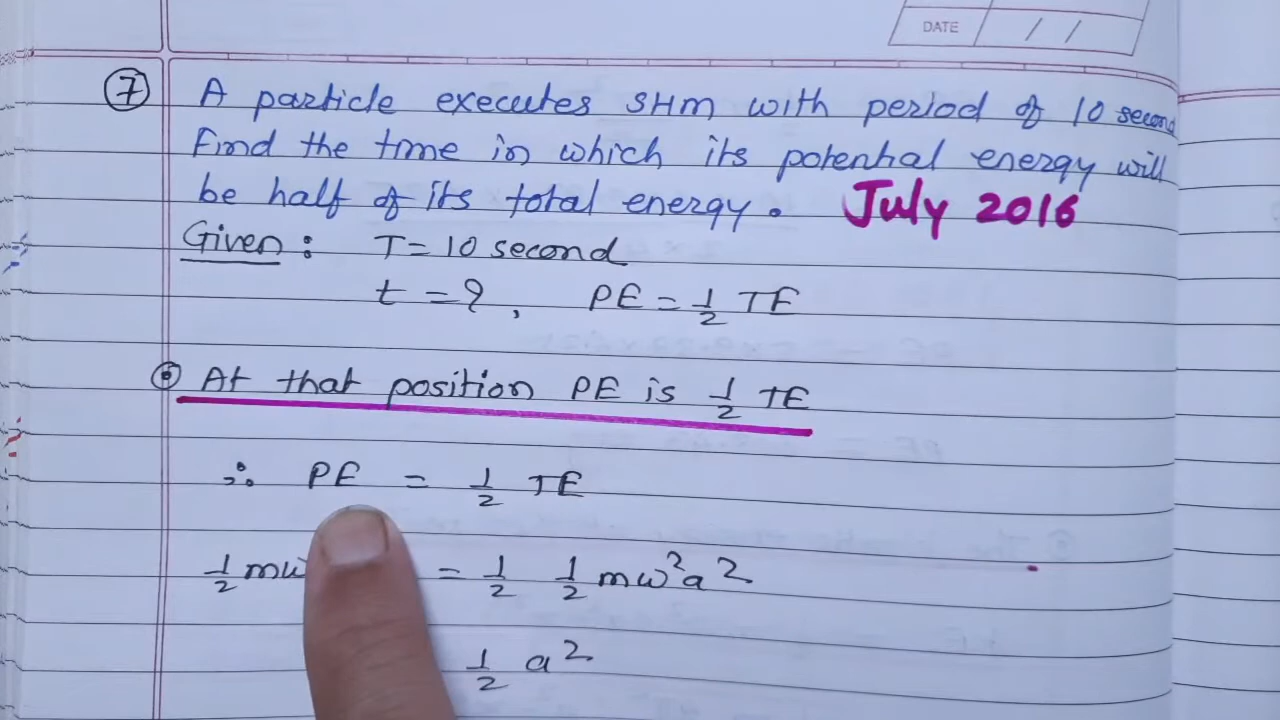 DATE / /
7 A particle executes SHM with period of 10 second
Find the time in which its potential energy will
be half of its total energy. July 2016
Given: T = 10 second
t = ?, PE = 1/2 TE
At that position PE is 1/2 TE
∴ PE = 1/2 TE
1/2 mω = 1/2 1/2 mω²a²
1/2 a²